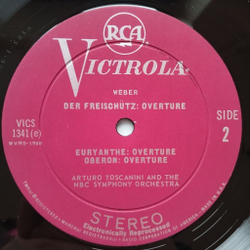 RCA
VICTROLA
WEBER
DER FREISCHÜTZ: OVERTURE
VICS
1341(e)
SIDE
2
EURYANTHE: OVERTURE
OBERON: OVERTURE
ARTURO TOSCANINI AND THE
NBC SYMPHONY ORCHESTRA
STEREO
Electronically Reprocessed